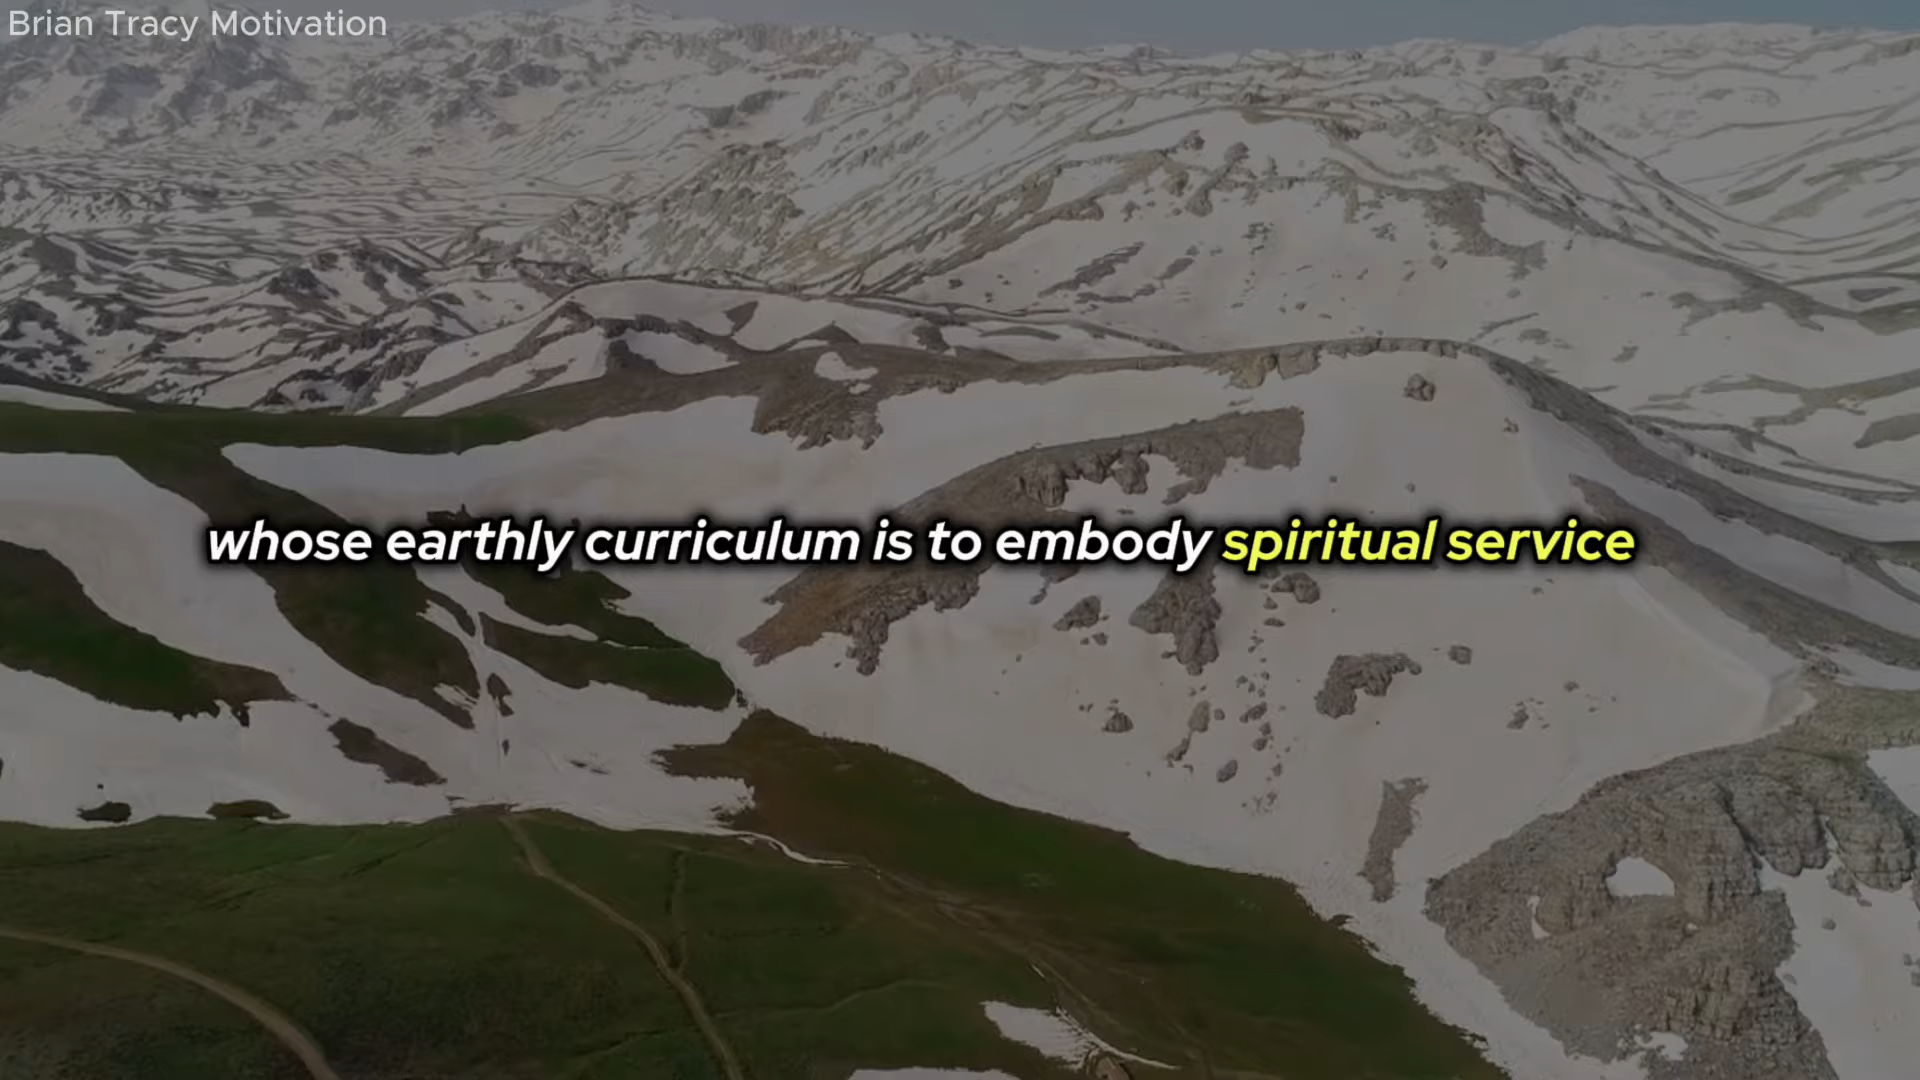 Brian Tracy Motivation
whose earthly curriculum is to embody spiritual service